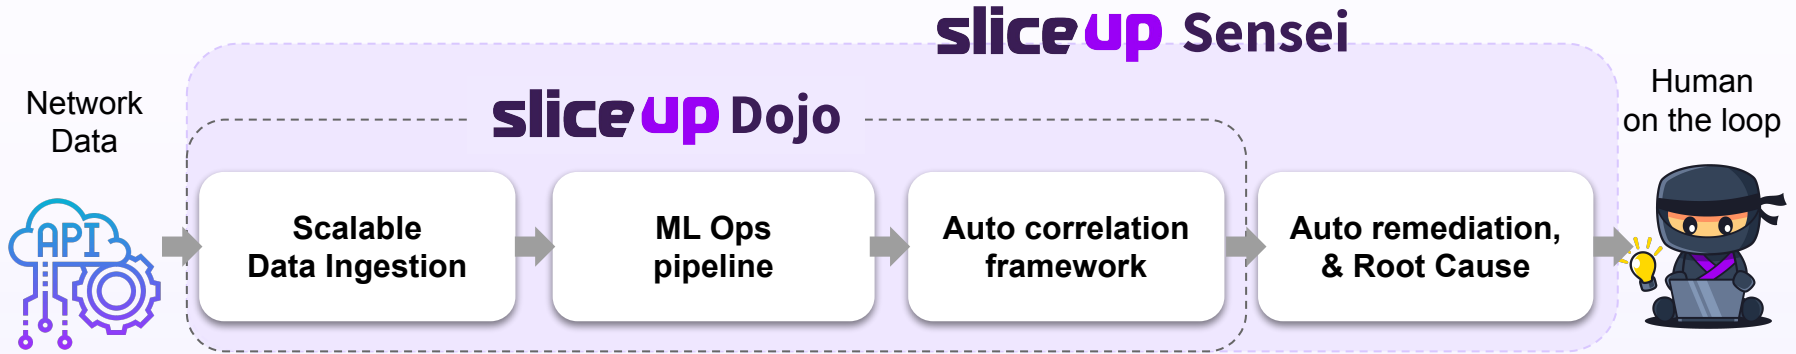 sliceup Sensei
Network
Data
sliceup Dojo
Human
on the loop
API
Scalable
Data Ingestion
ML Ops
pipeline
Auto correlation
framework
Auto remediation,
& Root Cause